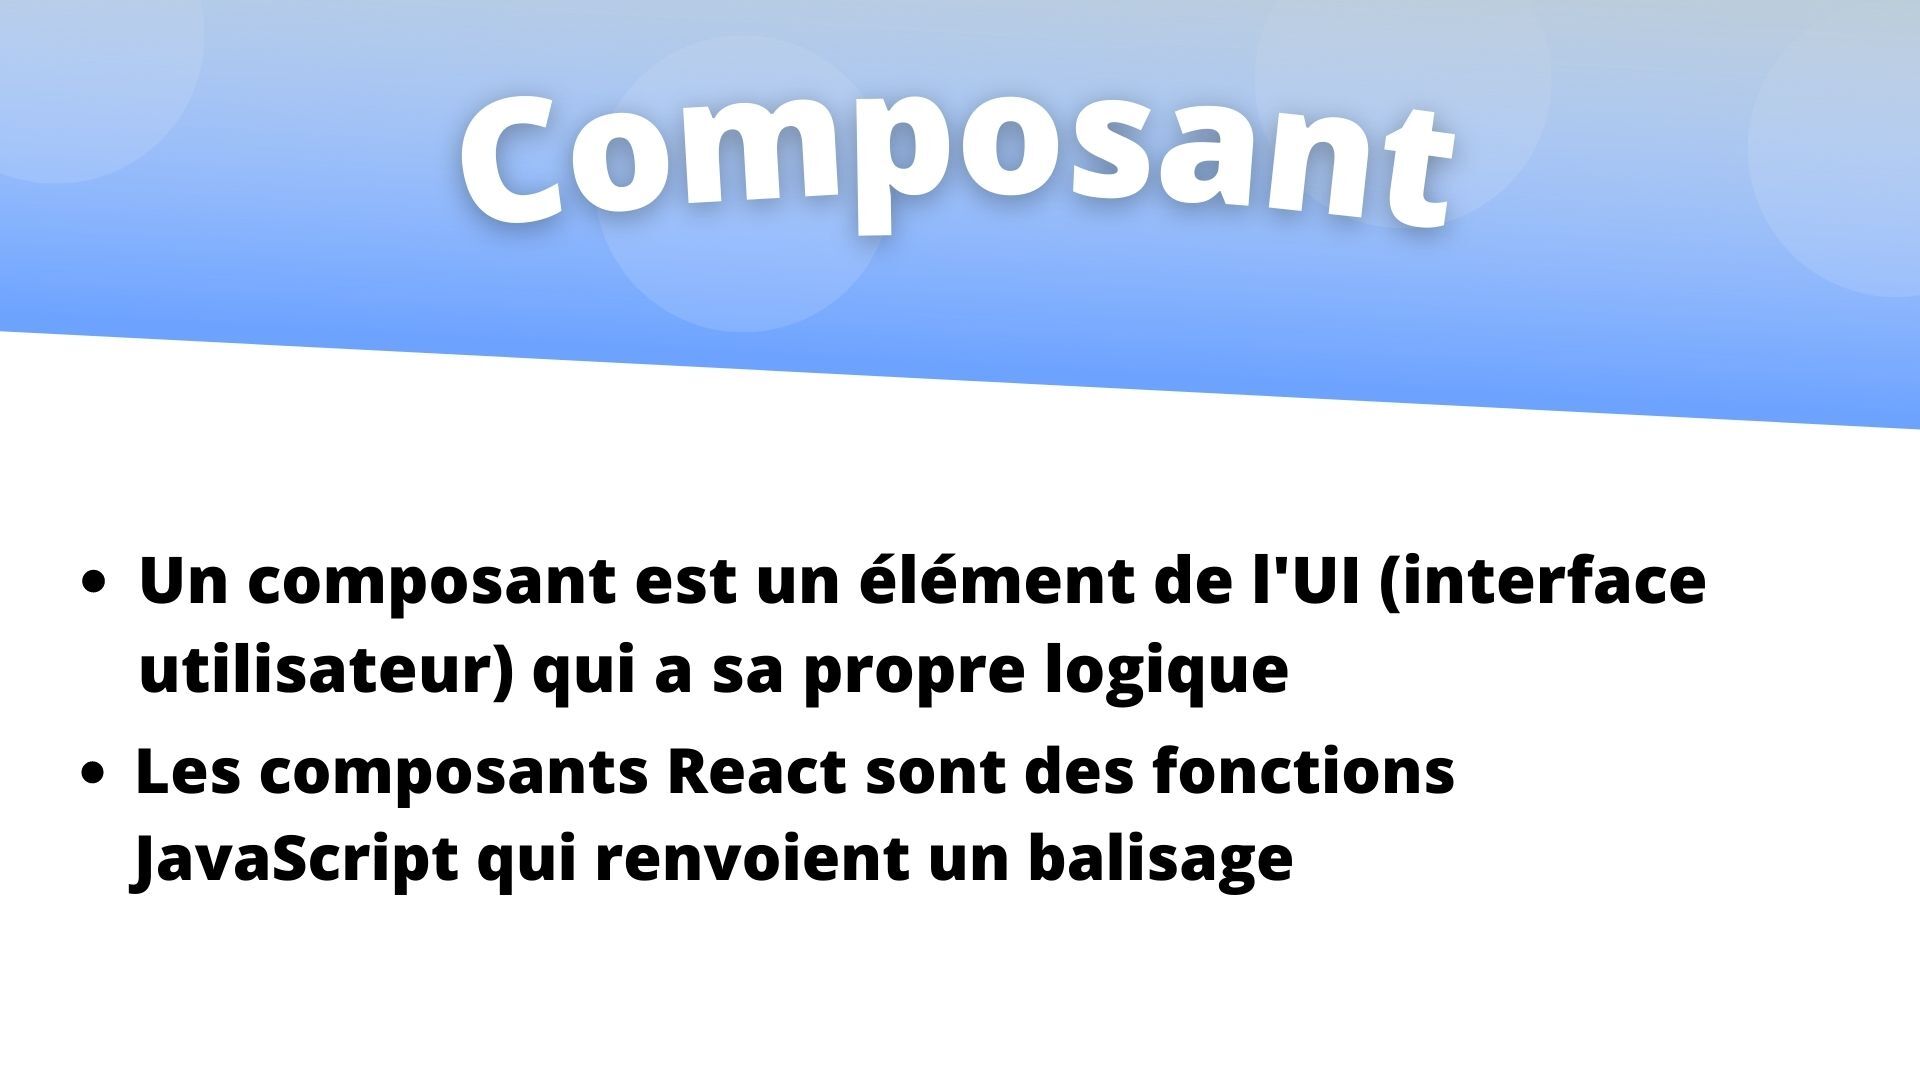 Composant
• Un composant est un élément de l'UI (interface
utilisateur) qui a sa propre logique
• Les composants React sont des fonctions
JavaScript qui renvoient un balisage